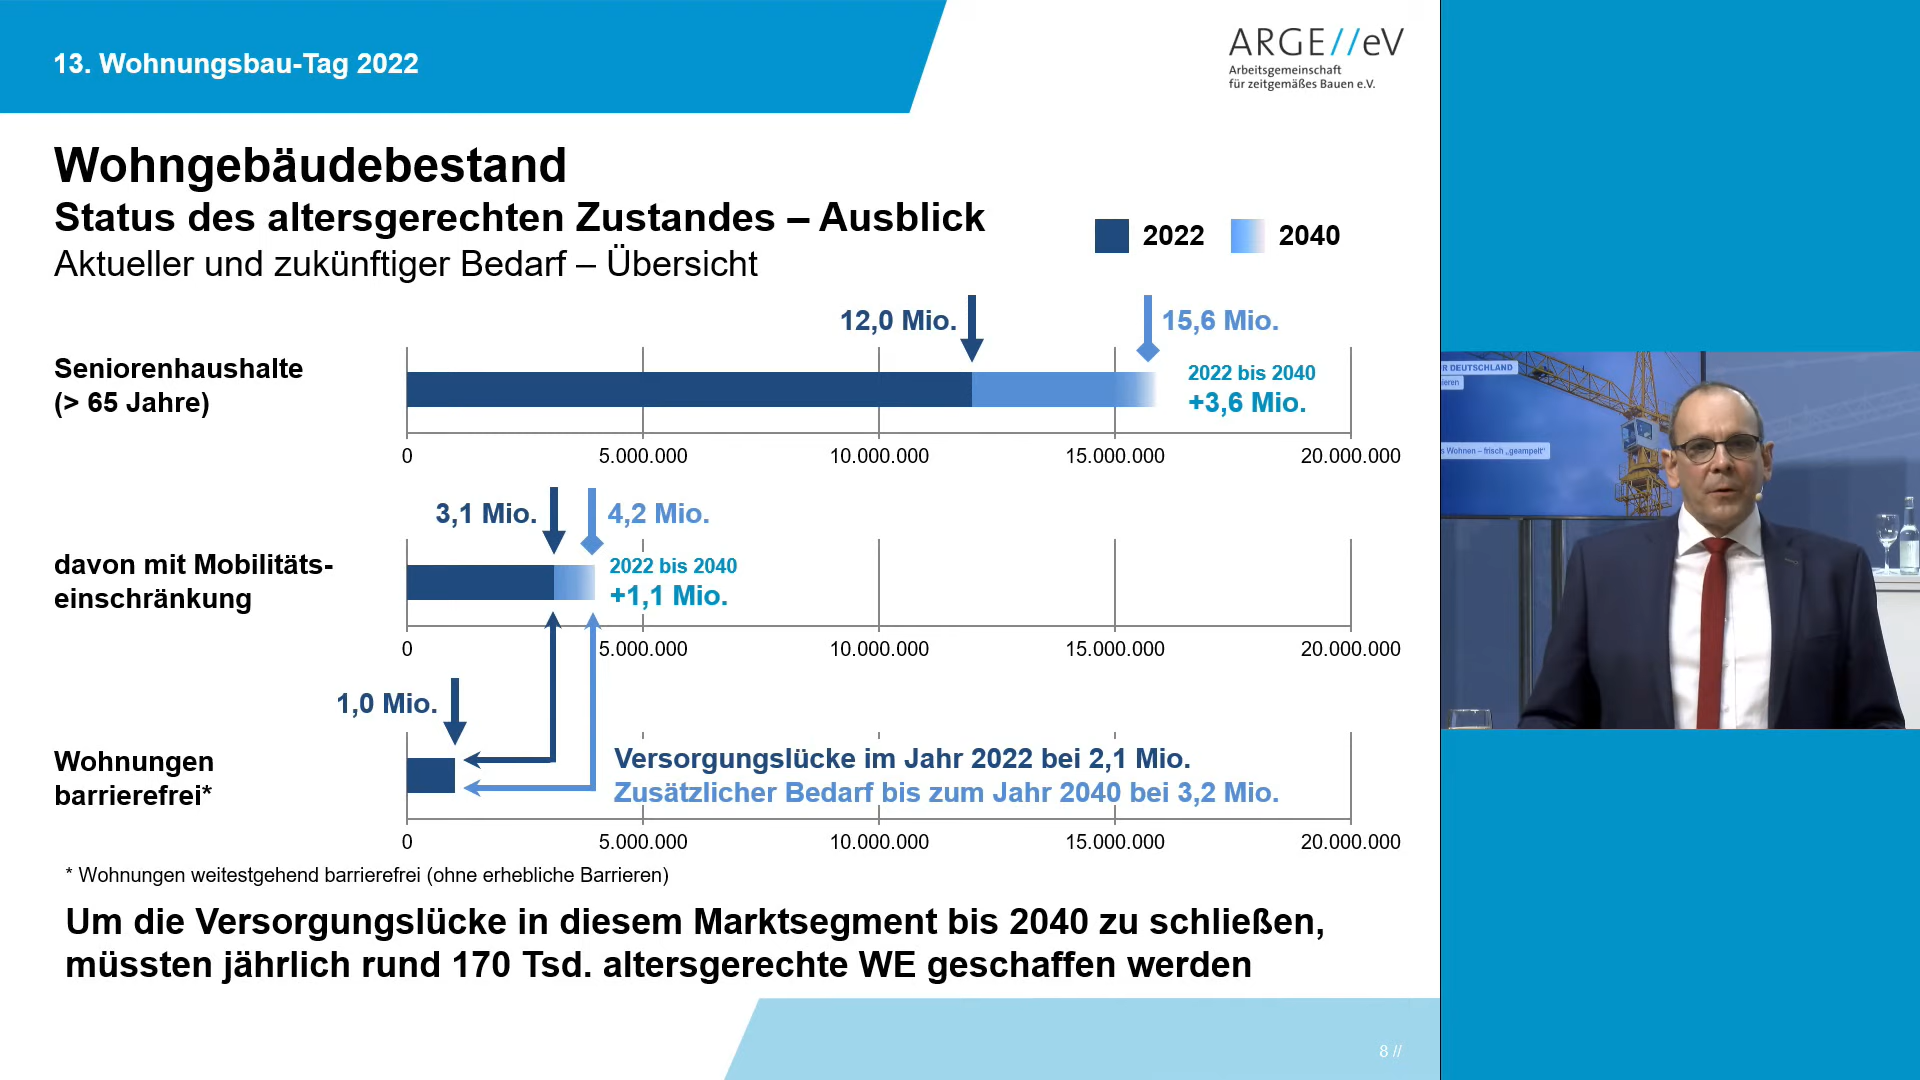 13. Wohnungsbau-Tag 2022
ARGE//eV
Arbeitsgemeinschaft
für zeitgemäßes Bauen e.V.
Wohngebäudebestand
Status des altersgerechten Zustandes – Ausblick
Aktueller und zukünftiger Bedarf – Übersicht
2022 2040
12,0 Mio. 15,6 Mio.
Seniorenhaushalte
(> 65 Jahre)
2022 bis 2040
+3,6 Mio.
0 5.000.000 10.000.000 15.000.000 20.000.000
3,1 Mio. 4,2 Mio.
davon mit Mobilitäts-
einschränkung
2022 bis 2040
+1,1 Mio.
0 5.000.000 10.000.000 15.000.000 20.000.000
1,0 Mio.
Wohnungen
barrierefrei*
Versorgungslücke im Jahr 2022 bei 2,1 Mio.
Zusätzlicher Bedarf bis zum Jahr 2040 bei 3,2 Mio.
0 5.000.000 10.000.000 15.000.000 20.000.000
* Wohnungen weitestgehend barrierefrei (ohne erhebliche Barrieren)
Um die Versorgungslücke in diesem Marktsegment bis 2040 zu schließen,
müssten jährlich rund 170 Tsd. altersgerechte WE geschaffen werden
8 //
R DEUTSCHLAND
ieren
s Wohnen – frisch „geampelt“